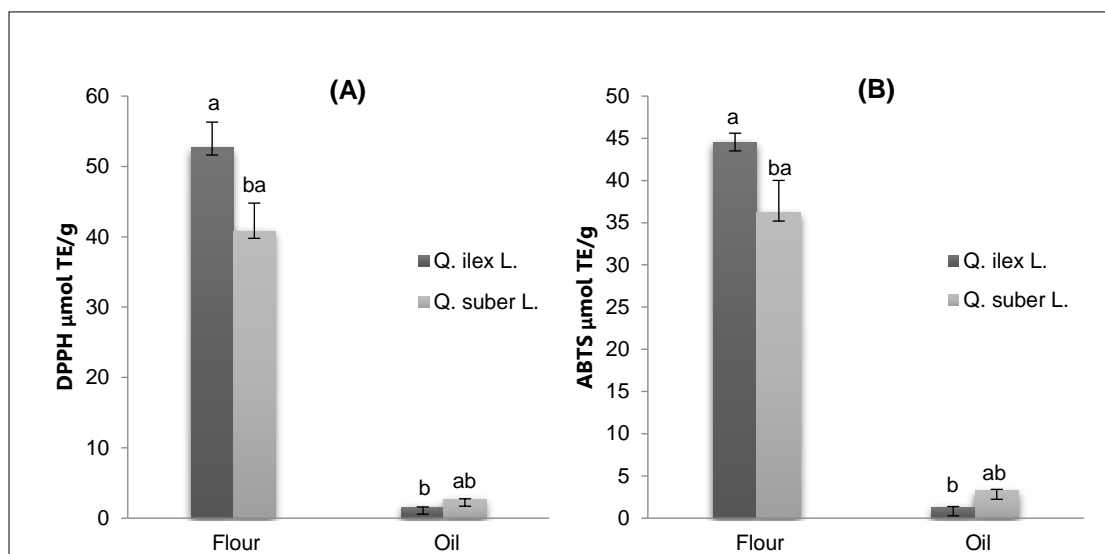 (A)
DPPH µmol TE/g
60
50
40
30
20
10
0
a
ba
b
ab
Q. ilex L.
Q. suber L.
Flour
Oil
(B)
ABTS µmol TE/g
50
45
40
35
30
25
20
15
10
5
0
a
ba
b
ab
Q. ilex L.
Q. suber L.
Flour
Oil